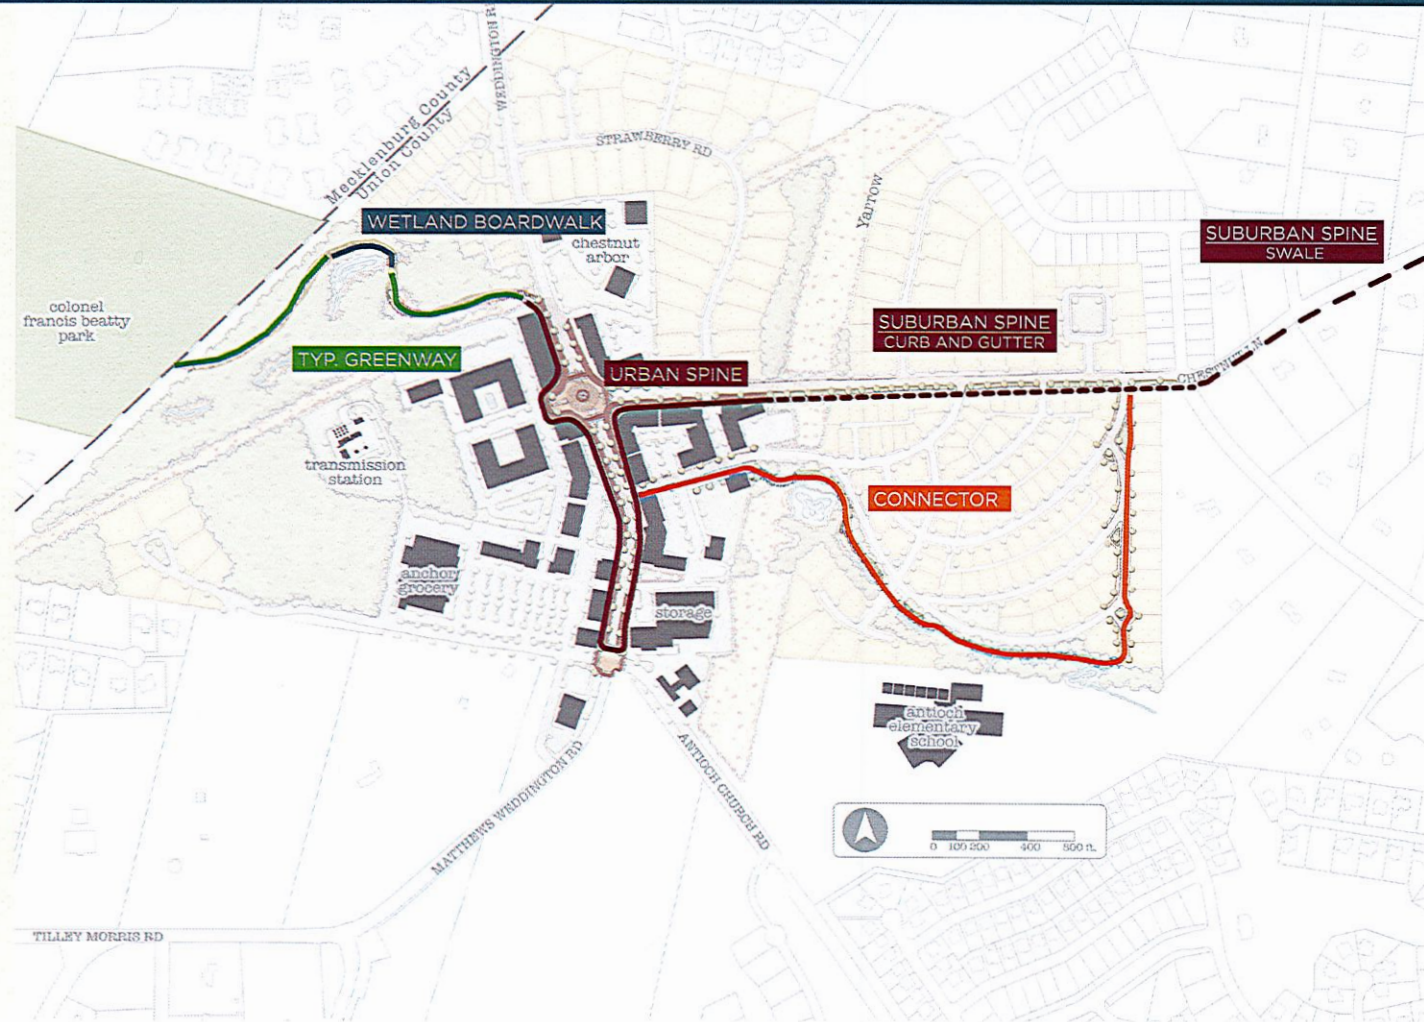 WEDDINGTON R
Mecklenburg County
Union County
STRAWBERRY RD
Yarrow
WETLAND BOARDWALK
chestnut
arbor
SUBURBAN SPINE
SWALE
colonel
francis beatty
park
SUBURBAN SPINE
CURB AND GUTTER
TYP. GREENWAY
URBAN SPINE
CHESTNUT LN
transmission
station
CONNECTOR
anchor
grocery
storage
antioch
elementary
school
MATTHEWS WEDDINGTON RD
ANTIOCH CHURCH RD
0 100 200 400 800 ft.
TILLEY MORRIS RD